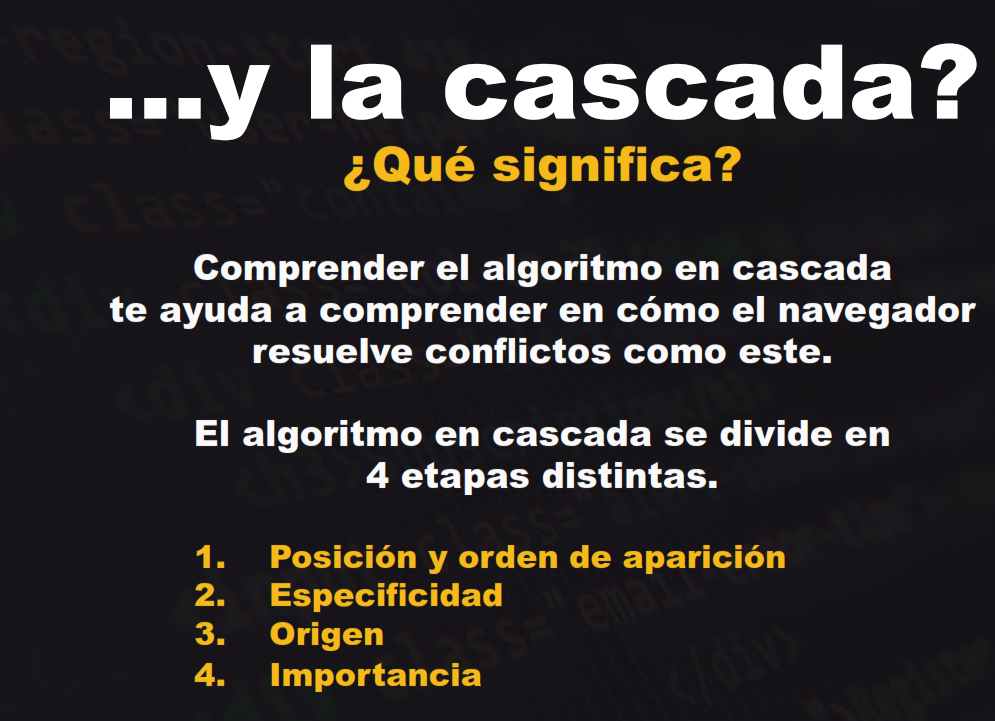 ...y la cascada?
¿Qué significa?
Comprender el algoritmo en cascada
te ayuda a comprender en cómo el navegador
resuelve conflictos como este.
El algoritmo en cascada se divide en
4 etapas distintas.
1. Posición y orden de aparición
2. Especificidad
3. Origen
4. Importancia